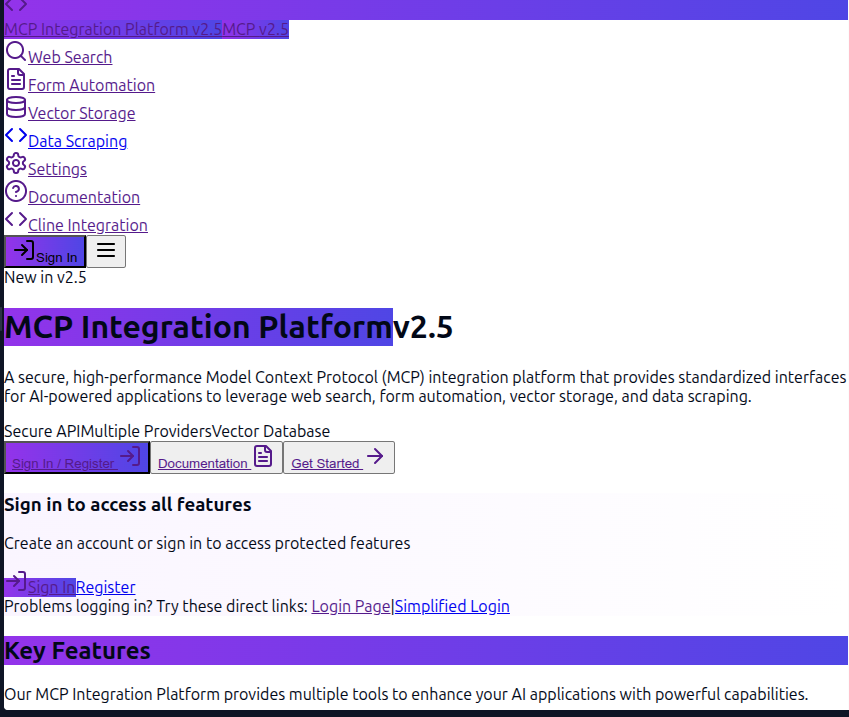 MCP Integration Platform v2.5MCP v2.5
Web Search
Form Automation
Vector Storage
Data Scraping
Settings
Documentation
Cline Integration
Sign In
New in v2.5
MCP Integration Platformv2.5
A secure, high-performance Model Context Protocol (MCP) integration platform that provides standardized interfaces
for AI-powered applications to leverage web search, form automation, vector storage, and data scraping.
Secure APIMultiple ProvidersVector Database
Sign In / Register Documentation Get Started
Sign in to access all features
Create an account or sign in to access protected features
Sign InRegister
Problems logging in? Try these direct links: Login Page|Simplified Login
Key Features
Our MCP Integration Platform provides multiple tools to enhance your AI applications with powerful capabilities.